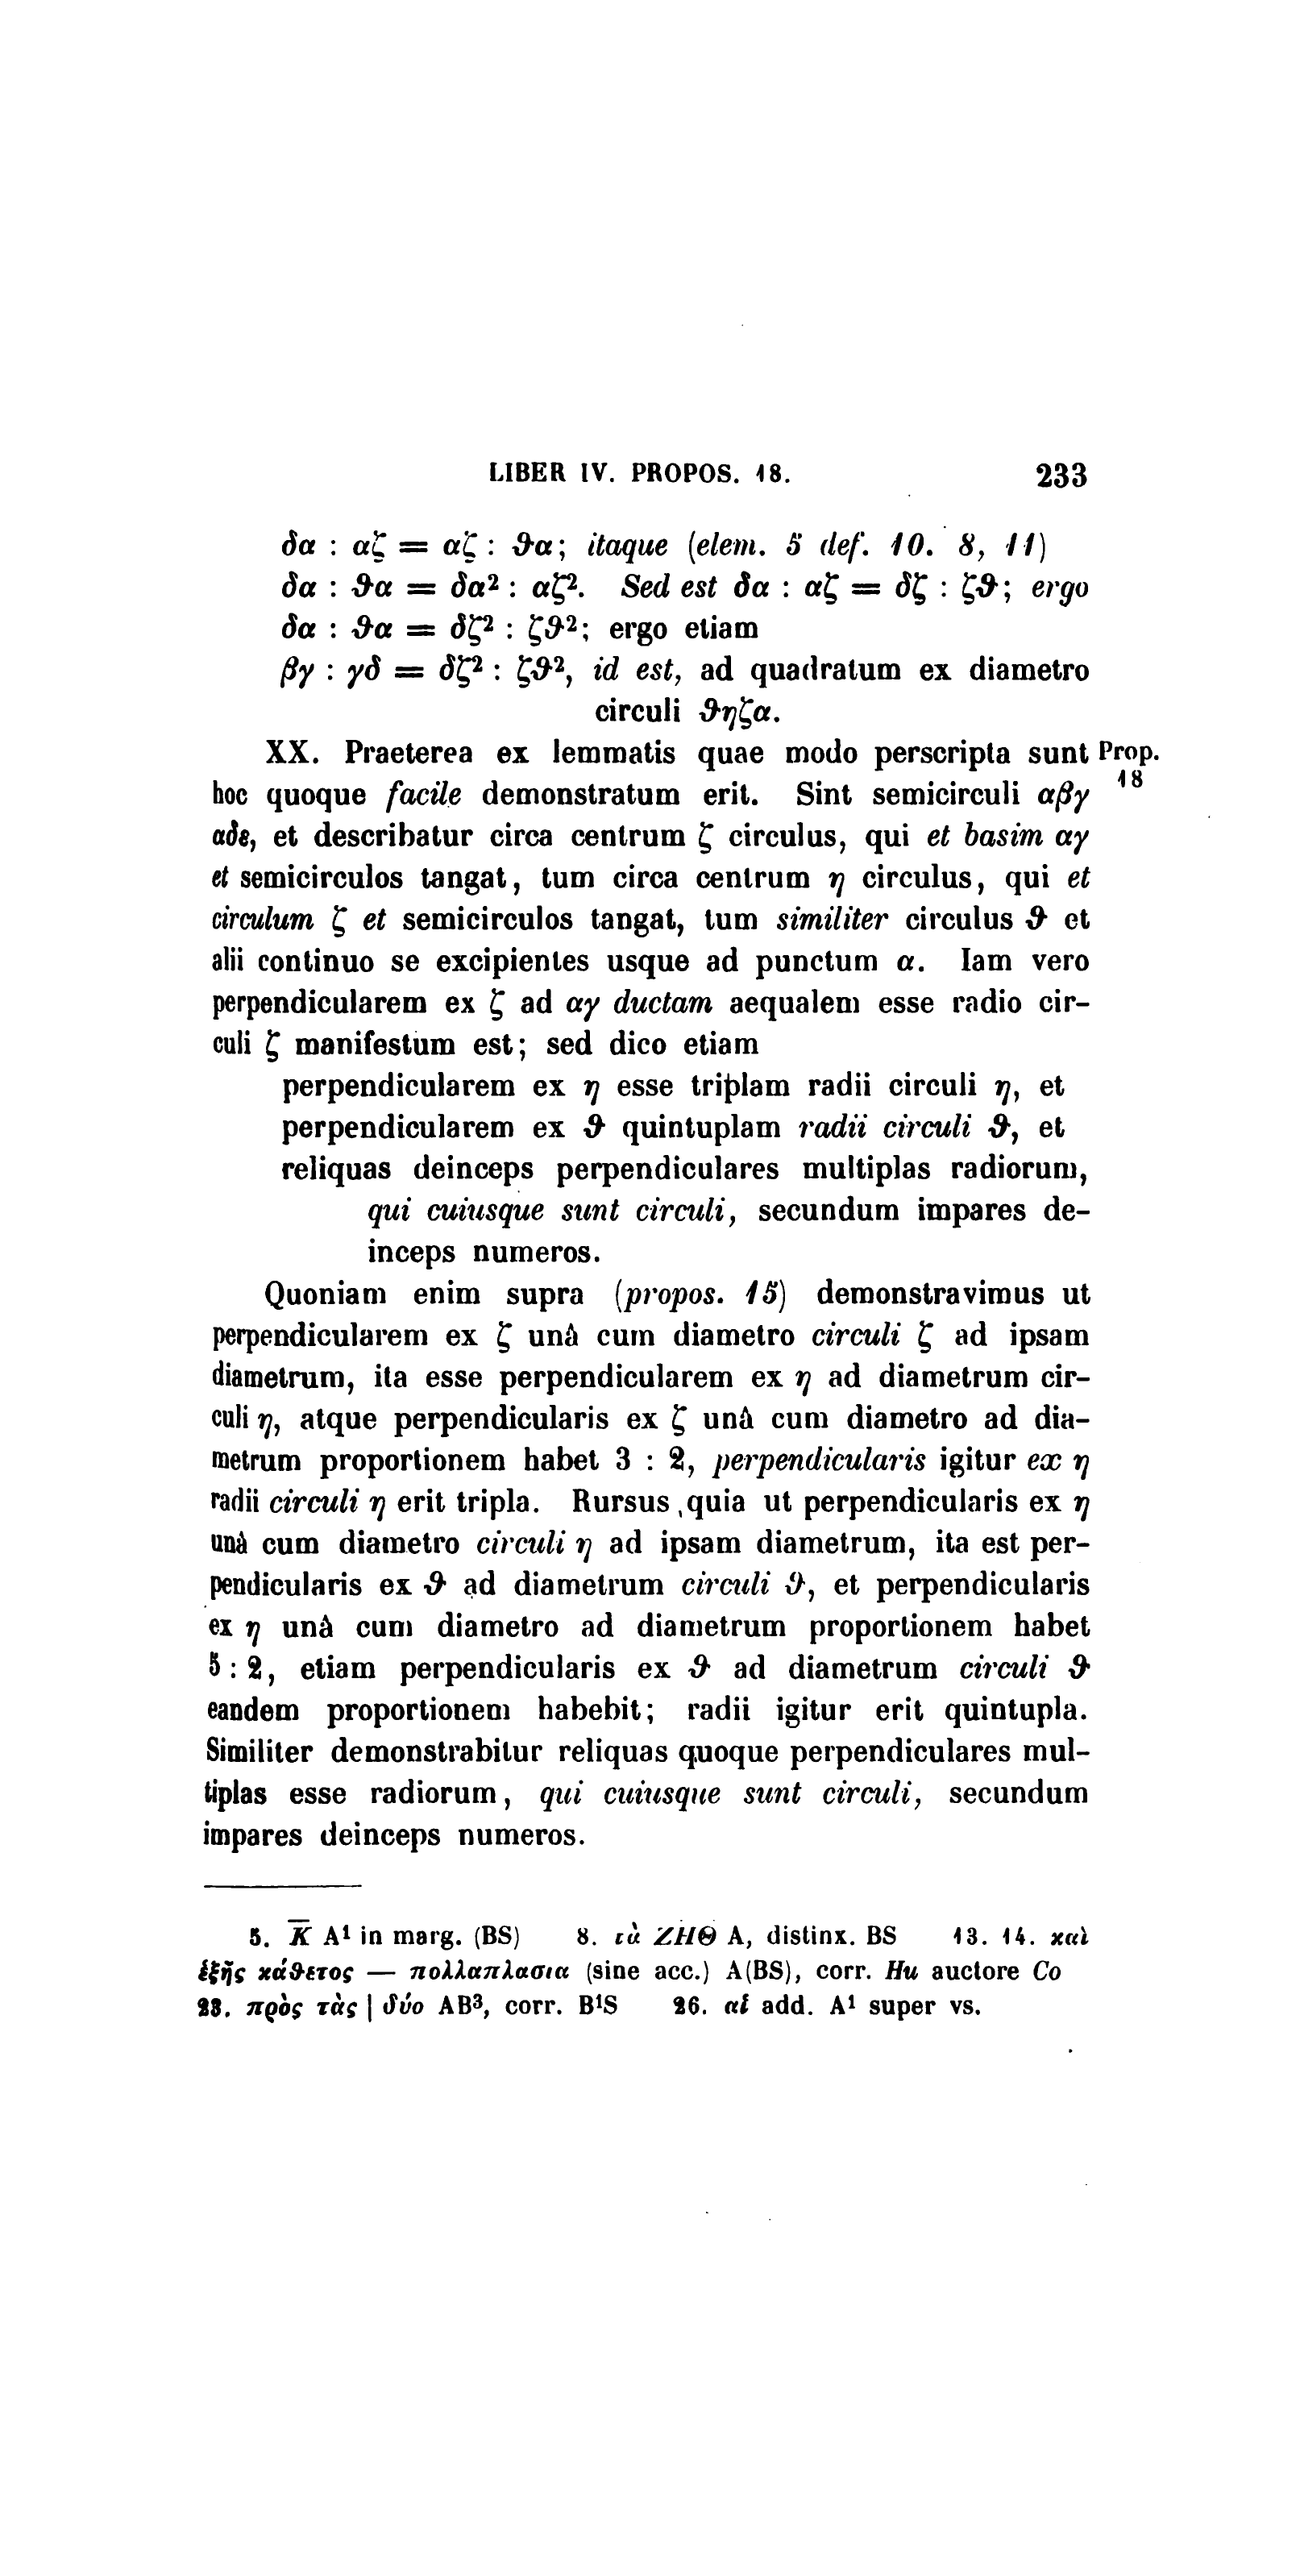 LIBER IV. PROPOS. 18. 233
δα : αζ = αζ : ϑα; itaque (elem. 5 def. 10. 8, 11)
δα : ϑα = δα² : αζ². Sed est δα : αζ = δζ : ζϑ; ergo
δα : ϑα = δζ² : ζϑ²; ergo etiam
βγ : γδ = δζ² : ζϑ², id est, ad quadratum ex diametro
circuli ϑηζα.
XX. Praeterea ex lemmatis quae modo perscripta sunt Prop. 18
hoc quoque facile demonstratum erit. Sint semicirculi αβγ
αδε, et describatur circa centrum ζ circulus, qui et basim αγ
et semicirculos tangat, tum circa centrum η circulus, qui et
circulum ζ et semicirculos tangat, tum similiter circulus ϑ et
alii continuo se excipientes usque ad punctum α. Iam vero
perpendicularem ex ζ ad αγ ductam aequalem esse radio cir-
culi ζ manifestum est; sed dico etiam
perpendicularem ex η esse triplam radii circuli η, et
perpendicularem ex ϑ quintuplam radii circuli ϑ, et
reliquas deinceps perpendiculares multiplas radiorum,
qui cuiusque sunt circuli, secundum impares de-
inceps numeros.
Quoniam enim supra (propos. 15) demonstravimus ut
perpendicularem ex ζ unâ cum diametro circuli ζ ad ipsam
diametrum, ita esse perpendicularem ex η ad diametrum cir-
culi η, atque perpendicularis ex ζ unâ cum diametro ad dia-
metrum proportionem habet 3 : 2, perpendicularis igitur ex η
radii circuli η erit tripla. Rursus quia ut perpendicularis ex η
unâ cum diametro circuli η ad ipsam diametrum, ita est per-
pendicularis ex ϑ ad diametrum circuli ϑ, et perpendicularis
ex η unâ cum diametro ad diametrum proportionem habet
5 : 2, etiam perpendicularis ex ϑ ad diametrum circuli ϑ
eandem proportionem habebit; radii igitur erit quintupla.
Similiter demonstrabitur reliquas quoque perpendiculares mul-
tiplas esse radiorum, qui cuiusque sunt circuli, secundum
impares deinceps numeros.
5. K̅ A¹ in marg. (BS) 8. τὰ ΖΗΘ A, distinx. BS 13. 14. καὶ
ἑξῆς κάϑετος — πολλαπλασια (sine acc.) A(BS), corr. Hu auctore Co
23. πρὸς τὰς | δύο AB³, corr. B¹S 26. αἱ add. A¹ super vs.